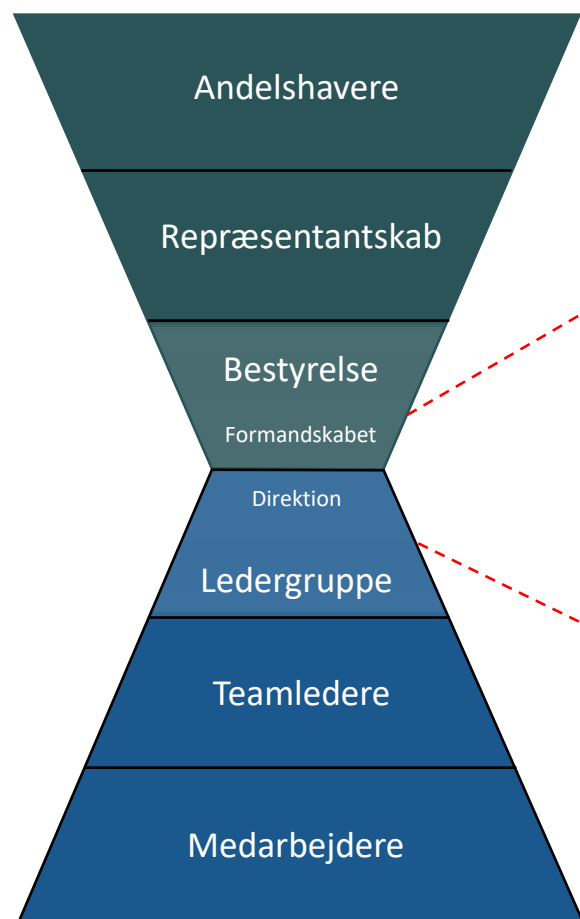 Andelshavere
Repræsentantskab
Bestyrelse
Formandskabet
Direktion
Ledergruppe
Teamledere
Medarbejdere